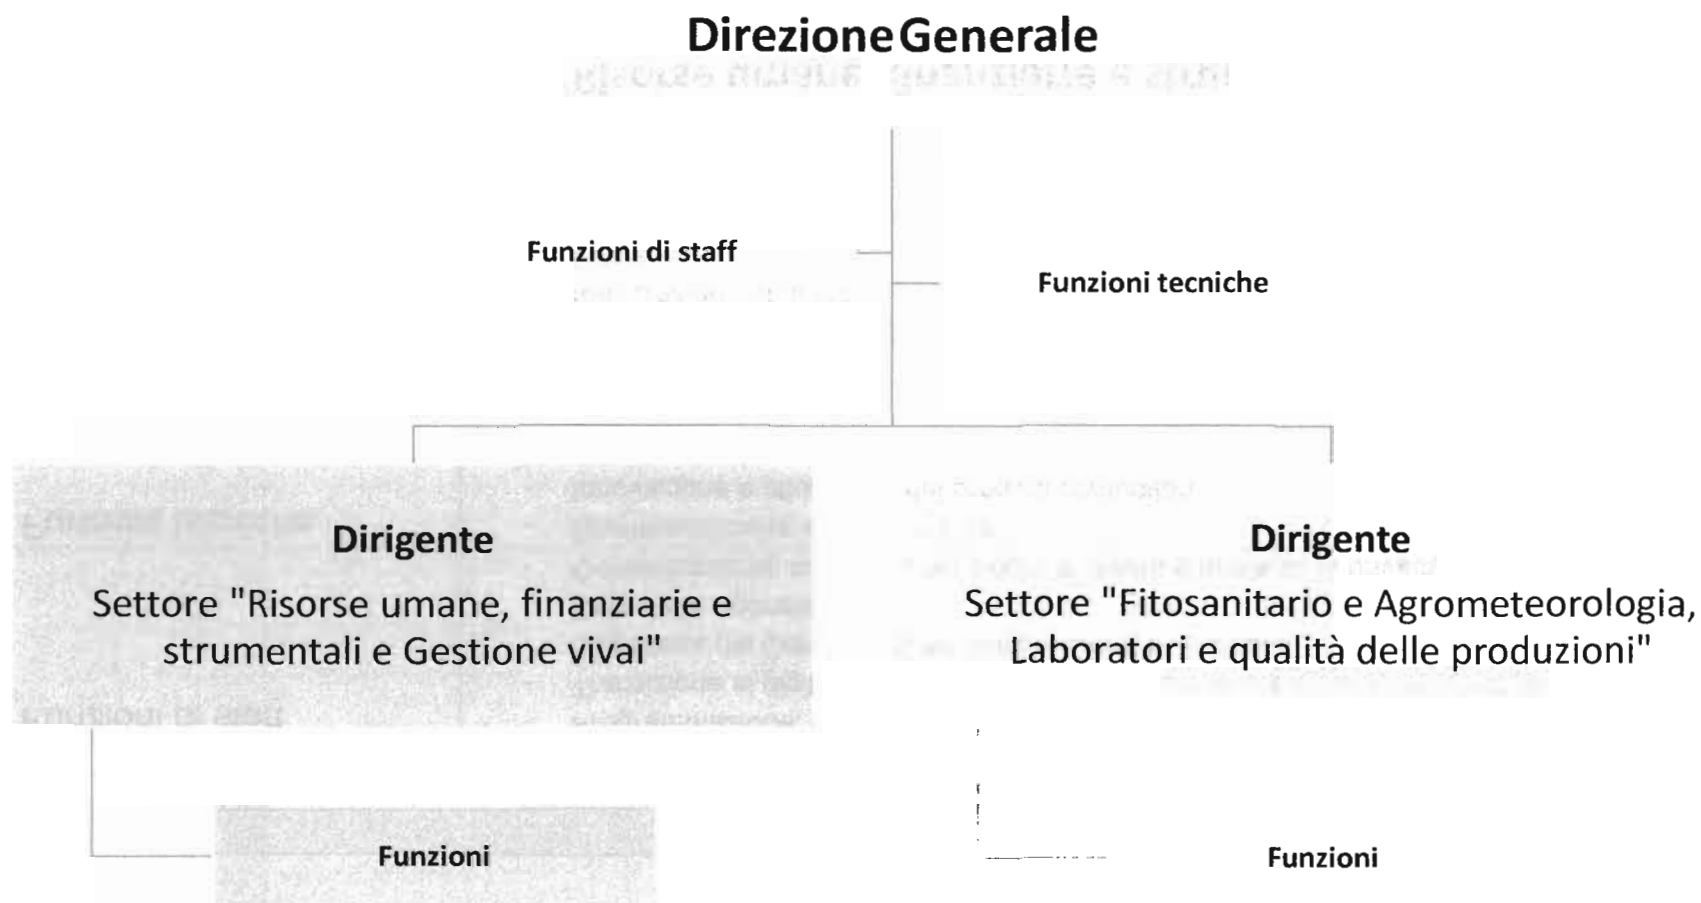 Direzione Generale
Funzioni di staff
Funzioni tecniche
Dirigente
Settore "Risorse umane, finanziarie e
strumentali e Gestione vivai"
Dirigente
Settore "Fitosanitario e Agrometeorologia,
Laboratori e qualità delle produzioni"
Funzioni
Funzioni